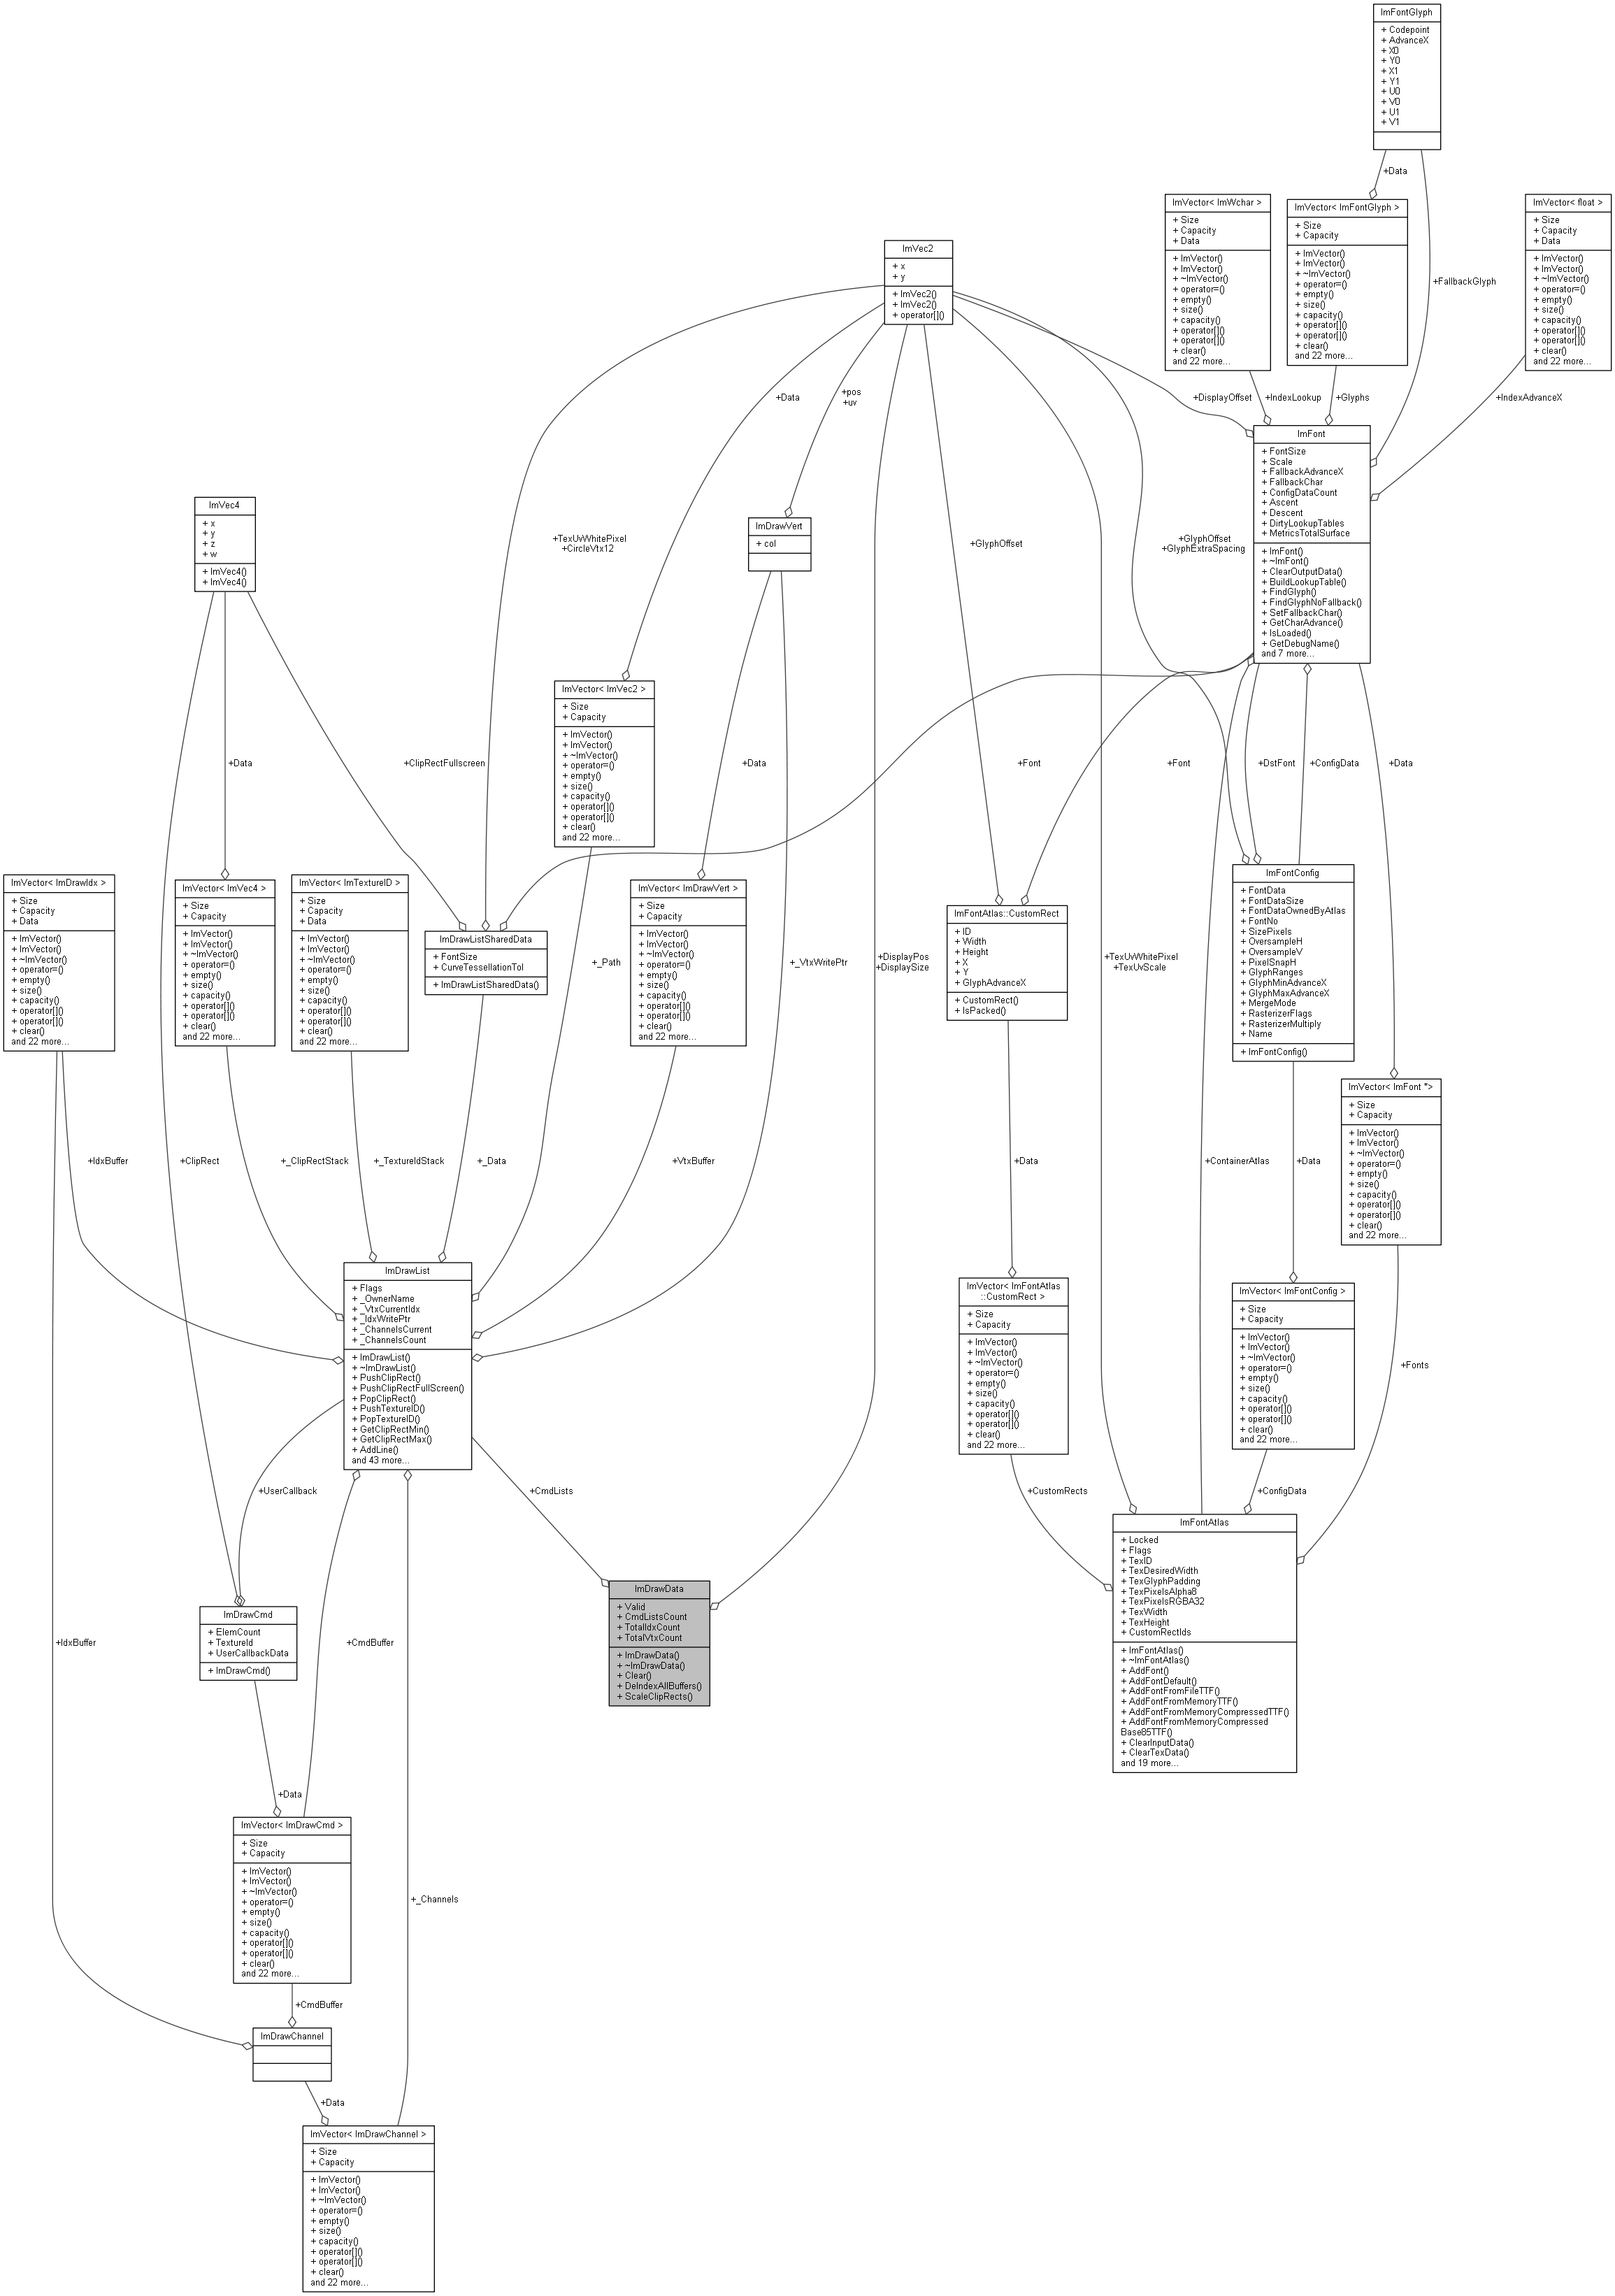 ImFontGlyph
+ Codepoint
+ AdvanceX
+ X0
+ Y0
+ X1
+ Y1
+ U0
+ V0
+ U1
+ V1
+Data
ImVector< ImWchar >
+ Size
+ Capacity
+ Data
+ ImVector()
+ ImVector()
+ ~ImVector()
+ operator=()
+ empty()
+ size()
+ capacity()
+ operator[]()
+ operator[]()
+ clear()
and 22 more...
ImVector< ImFontGlyph >
+ Size
+ Capacity
+ ImVector()
+ ImVector()
+ ~ImVector()
+ operator=()
+ empty()
+ size()
+ capacity()
+ operator[]()
+ operator[]()
+ clear()
and 22 more...
+FallbackGlyph
ImVector< float >
+ Size
+ Capacity
+ Data
+ ImVector()
+ ImVector()
+ ~ImVector()
+ operator=()
+ empty()
+ size()
+ capacity()
+ operator[]()
+ operator[]()
+ clear()
and 22 more...
ImVec2
+ x
+ y
+ ImVec2()
+ ImVec2()
+ operator[]()
+Data
+pos
+uv
+DisplayOffset
+IndexLookup
+Glyphs
+IndexAdvanceX
ImFont
+ FontSize
+ Scale
+ FallbackAdvanceX
+ FallbackChar
+ ConfigDataCount
+ Ascent
+ Descent
+ DirtyLookupTables
+ MetricsTotalSurface
+ ImFont()
+ ~ImFont()
+ ClearOutputData()
+ BuildLookupTable()
+ FindGlyph()
+ FindGlyphNoFallback()
+ SetFallbackChar()
+ GetCharAdvance()
+ IsLoaded()
+ GetDebugName()
and 7 more...
ImVec4
+ x
+ y
+ z
+ w
+ ImVec4()
+ ImVec4()
+TexUvWhitePixel
+CircleVtx12
ImDrawVert
+ col
+GlyphOffset
+GlyphOffset
+GlyphExtraSpacing
ImVector< ImVec2 >
+ Size
+ Capacity
+ ImVector()
+ ImVector()
+ ~ImVector()
+ operator=()
+ empty()
+ size()
+ capacity()
+ operator[]()
+ operator[]()
+ clear()
and 22 more...
+Data
+ClipRectFullscreen
+Data
+Font
+Font
+DstFont
+ConfigData
+Data
ImVector< ImDrawIdx >
+ Size
+ Capacity
+ Data
+ ImVector()
+ ImVector()
+ ~ImVector()
+ operator=()
+ empty()
+ size()
+ capacity()
+ operator[]()
+ operator[]()
+ clear()
and 22 more...
ImVector< ImVec4 >
+ Size
+ Capacity
+ ImVector()
+ ImVector()
+ ~ImVector()
+ operator=()
+ empty()
+ size()
+ capacity()
+ operator[]()
+ operator[]()
+ clear()
and 22 more...
ImVector< ImTextureID >
+ Size
+ Capacity
+ Data
+ ImVector()
+ ImVector()
+ ~ImVector()
+ operator=()
+ empty()
+ size()
+ capacity()
+ operator[]()
+ operator[]()
+ clear()
and 22 more...
ImDrawListSharedData
+ FontSize
+ CurveTessellationTol
+ ImDrawListSharedData()
+_Path
ImVector< ImDrawVert >
+ Size
+ Capacity
+ ImVector()
+ ImVector()
+ ~ImVector()
+ operator=()
+ empty()
+ size()
+ capacity()
+ operator[]()
+ operator[]()
+ clear()
and 22 more...
+_VtxWritePtr
+DisplayPos
+DisplaySize
ImFontAtlas::CustomRect
+ ID
+ Width
+ Height
+ X
+ Y
+ GlyphAdvanceX
+ CustomRect()
+ IsPacked()
+TexUvWhitePixel
+TexUvScale
ImFontConfig
+ FontData
+ FontDataSize
+ FontDataOwnedByAtlas
+ FontNo
+ SizePixels
+ OversampleH
+ OversampleV
+ PixelSnapH
+ GlyphRanges
+ GlyphMinAdvanceX
+ GlyphMaxAdvanceX
+ MergeMode
+ RasterizerFlags
+ RasterizerMultiply
+ Name
+ ImFontConfig()
ImVector< ImFont *>
+ Size
+ Capacity
+ ImVector()
+ ImVector()
+ ~ImVector()
+ operator=()
+ empty()
+ size()
+ capacity()
+ operator[]()
+ operator[]()
+ clear()
and 22 more...
+IdxBuffer
+ClipRect
+_ClipRectStack
+_TextureIdStack
+_Data
+VtxBuffer
+Data
+ContainerAtlas
+Data
ImDrawList
+ Flags
+ _OwnerName
+ _VtxCurrentIdx
+ _IdxWritePtr
+ _ChannelsCurrent
+ _ChannelsCount
+ ImDrawList()
+ ~ImDrawList()
+ PushClipRect()
+ PushClipRectFullScreen()
+ PopClipRect()
+ PushTextureID()
+ PopTextureID()
+ GetClipRectMin()
+ GetClipRectMax()
+ AddLine()
and 43 more...
ImVector< ImFontAtlas
::CustomRect >
+ Size
+ Capacity
+ ImVector()
+ ImVector()
+ ~ImVector()
+ operator=()
+ empty()
+ size()
+ capacity()
+ operator[]()
+ operator[]()
+ clear()
and 22 more...
ImVector< ImFontConfig >
+ Size
+ Capacity
+ ImVector()
+ ImVector()
+ ~ImVector()
+ operator=()
+ empty()
+ size()
+ capacity()
+ operator[]()
+ operator[]()
+ clear()
and 22 more...
+Fonts
+UserCallback
+CmdLists
+CustomRects
+ConfigData
ImFontAtlas
+ Locked
+ Flags
+ TexID
+ TexDesiredWidth
+ TexGlyphPadding
+ TexPixelsAlpha8
+ TexPixelsRGBA32
+ TexWidth
+ TexHeight
+ CustomRectIds
+ ImFontAtlas()
+ ~ImFontAtlas()
+ AddFont()
+ AddFontDefault()
+ AddFontFromFileTTF()
+ AddFontFromMemoryTTF()
+ AddFontFromMemoryCompressedTTF()
+ AddFontFromMemoryCompressed
Base85TTF()
+ ClearInputData()
+ ClearTexData()
and 19 more...
ImDrawData
+ Valid
+ CmdListsCount
+ TotalIdxCount
+ TotalVtxCount
+ ImDrawData()
+ ~ImDrawData()
+ Clear()
+ DeIndexAllBuffers()
+ ScaleClipRects()
ImDrawCmd
+ ElemCount
+ TextureId
+ UserCallbackData
+ ImDrawCmd()
+IdxBuffer
+CmdBuffer
+Data
ImVector< ImDrawCmd >
+ Size
+ Capacity
+ ImVector()
+ ImVector()
+ ~ImVector()
+ operator=()
+ empty()
+ size()
+ capacity()
+ operator[]()
+ operator[]()
+ clear()
and 22 more...
+_Channels
+CmdBuffer
ImDrawChannel
+Data
ImVector< ImDrawChannel >
+ Size
+ Capacity
+ ImVector()
+ ImVector()
+ ~ImVector()
+ operator=()
+ empty()
+ size()
+ capacity()
+ operator[]()
+ operator[]()
+ clear()
and 22 more...